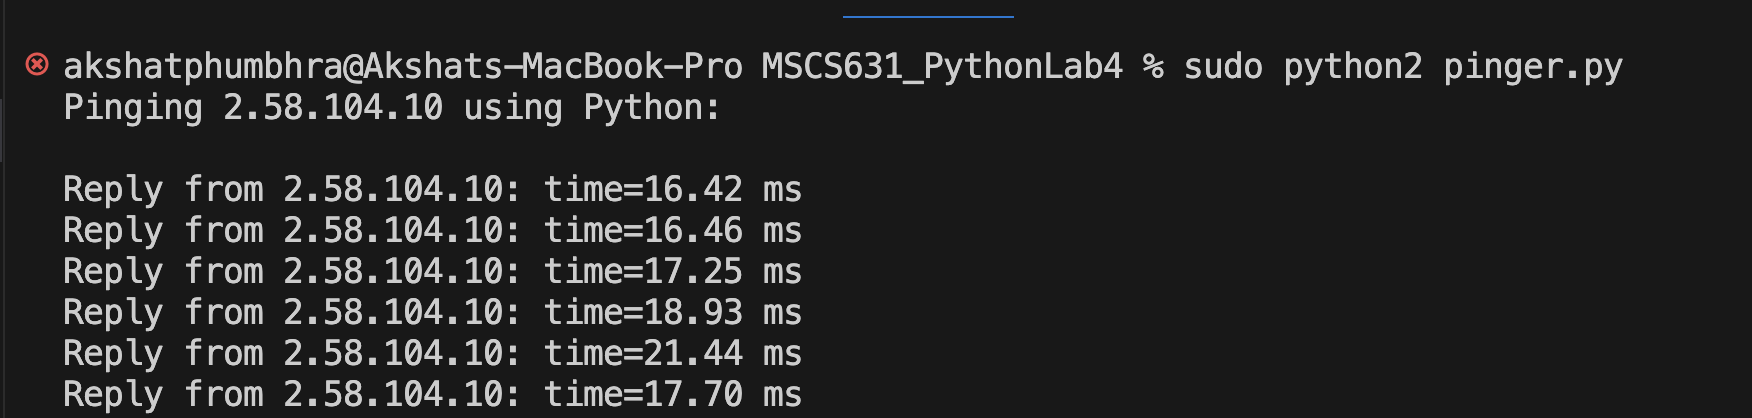 akshatphumbhra@Akshats-MacBook-Pro MSCS631_PythonLab4 % sudo python2 pinger.py
Pinging 2.58.104.10 using Python:
Reply from 2.58.104.10: time=16.42 ms
Reply from 2.58.104.10: time=16.46 ms
Reply from 2.58.104.10: time=17.25 ms
Reply from 2.58.104.10: time=18.93 ms
Reply from 2.58.104.10: time=21.44 ms
Reply from 2.58.104.10: time=17.70 ms